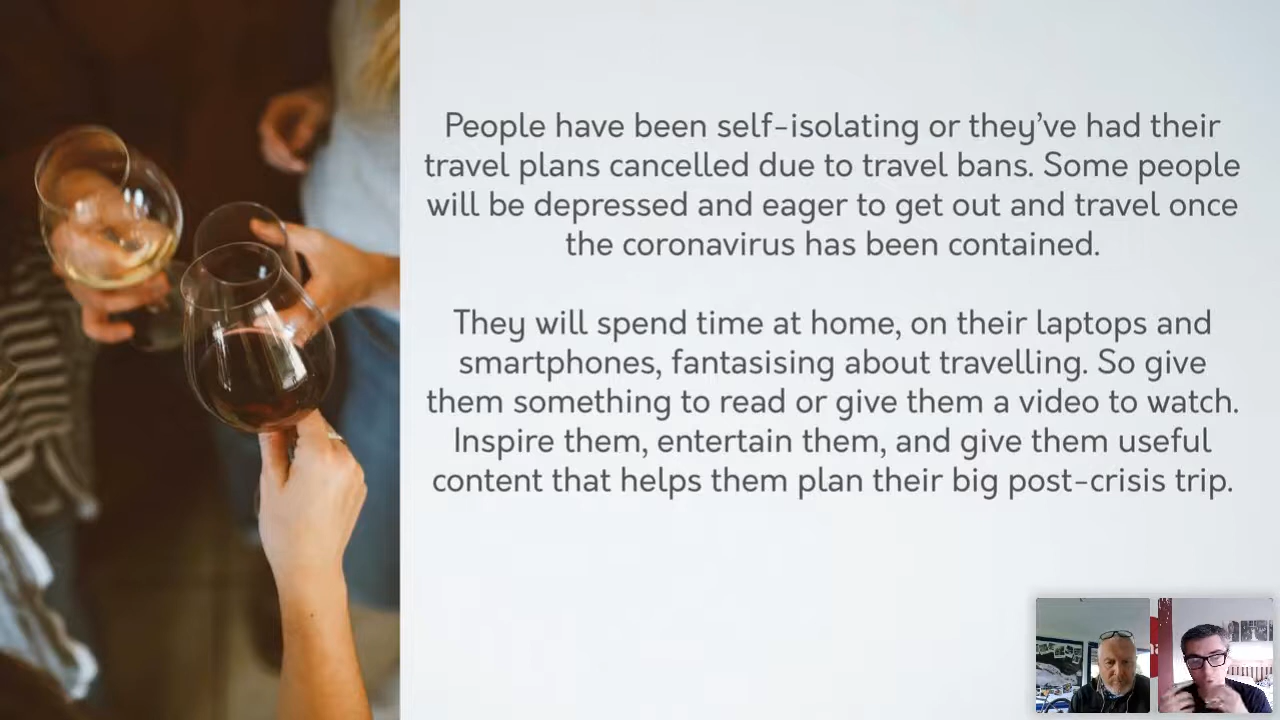 People have been self-isolating or they've had their
travel plans cancelled due to travel bans. Some people
will be depressed and eager to get out and travel once
the coronavirus has been contained.
They will spend time at home, on their laptops and
smartphones, fantasising about travelling. So give
them something to read or give them a video to watch.
Inspire them, entertain them, and give them useful
content that helps them plan their big post-crisis trip.